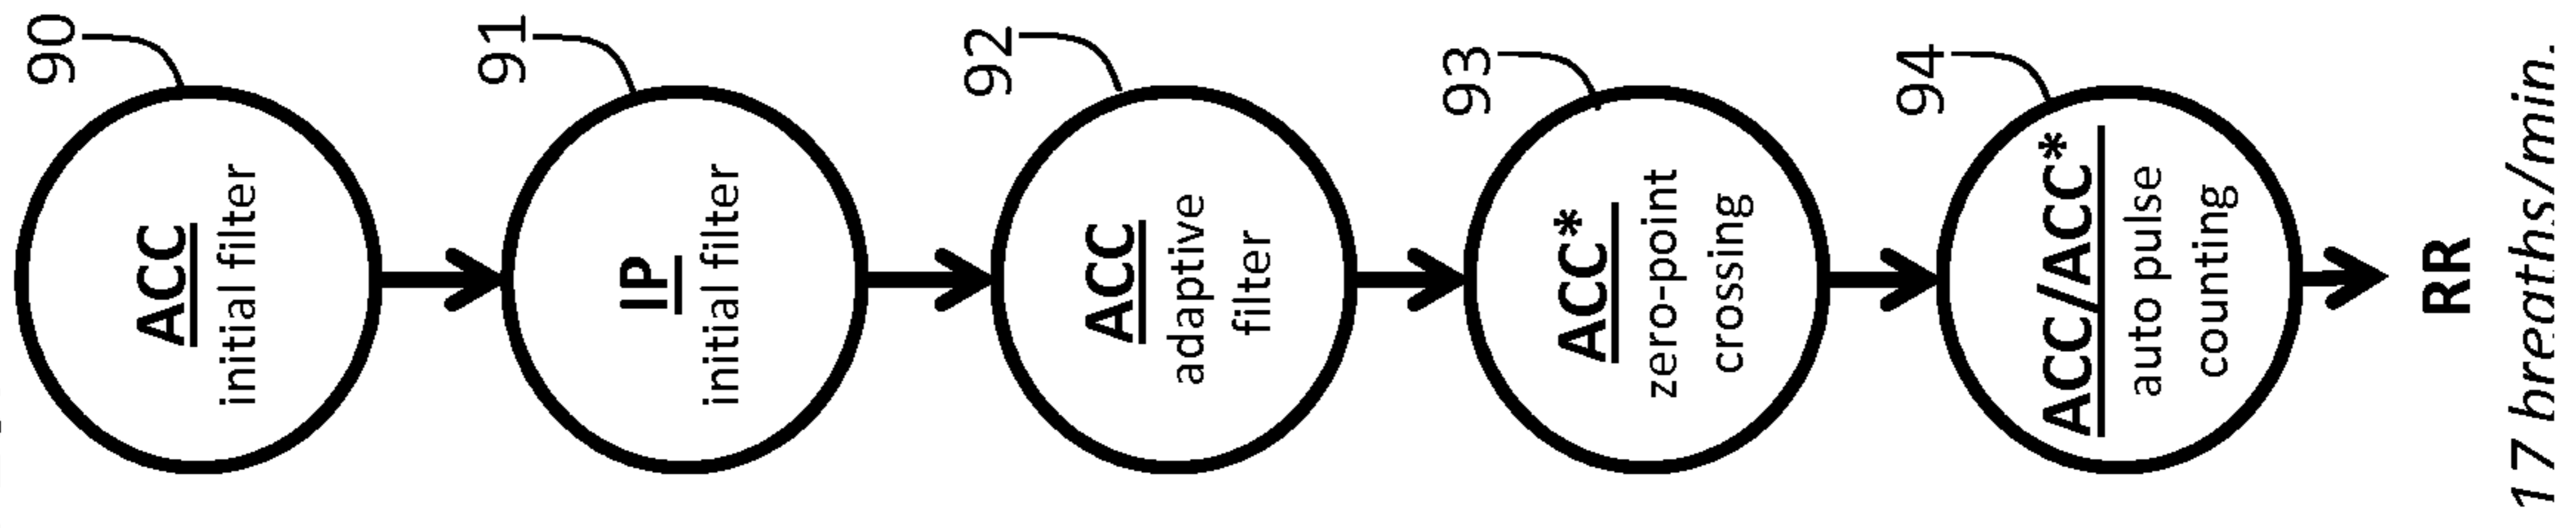 90
ACC
initial filter
91
IP
initial filter
92
ACC
adaptive
filter
93
ACC*
zero-point
crossing
94
ACC/ACC*
auto pulse
counting
RR
17 breaths/min.